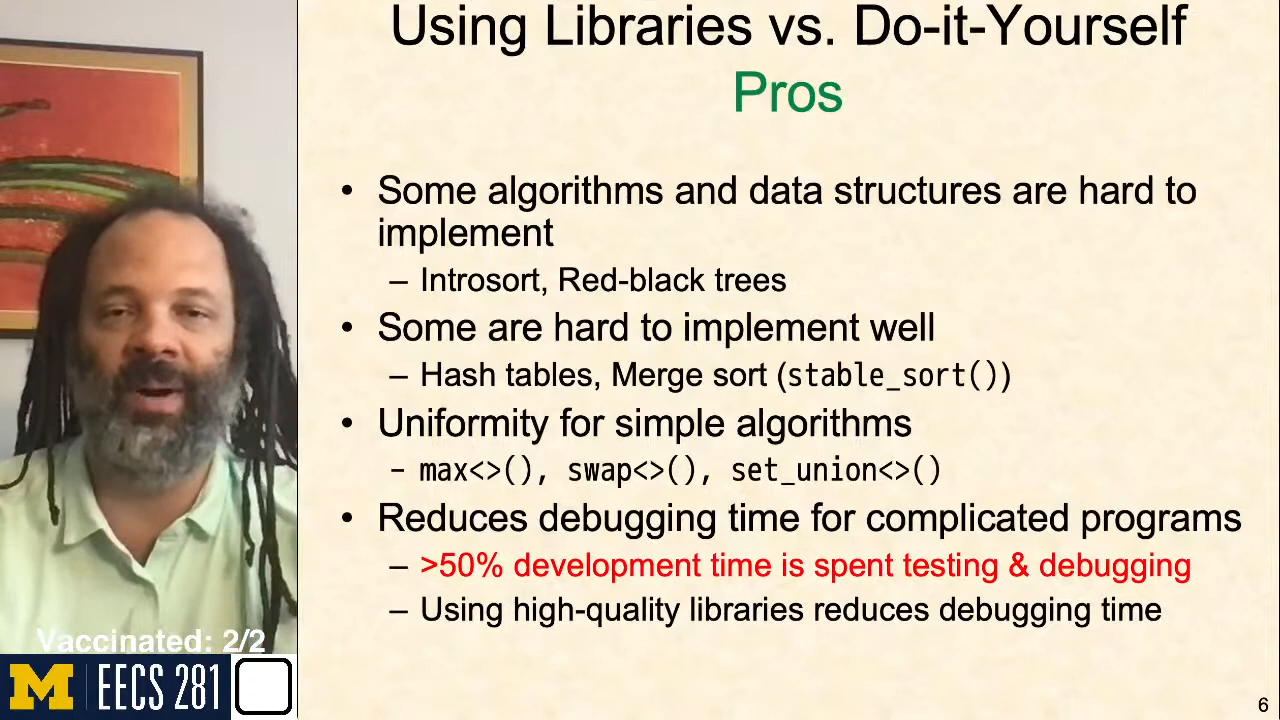 Using Libraries vs. Do-it-Yourself
Pros
• Some algorithms and data structures are hard to
implement
– Introsort, Red-black trees
• Some are hard to implement well
– Hash tables, Merge sort (stable_sort())
• Uniformity for simple algorithms
– max<>(), swap<>(), set_union<>()
• Reduces debugging time for complicated programs
– >50% development time is spent testing & debugging
– Using high-quality libraries reduces debugging time
Vaccinated: 2/2
M EECS 281
6